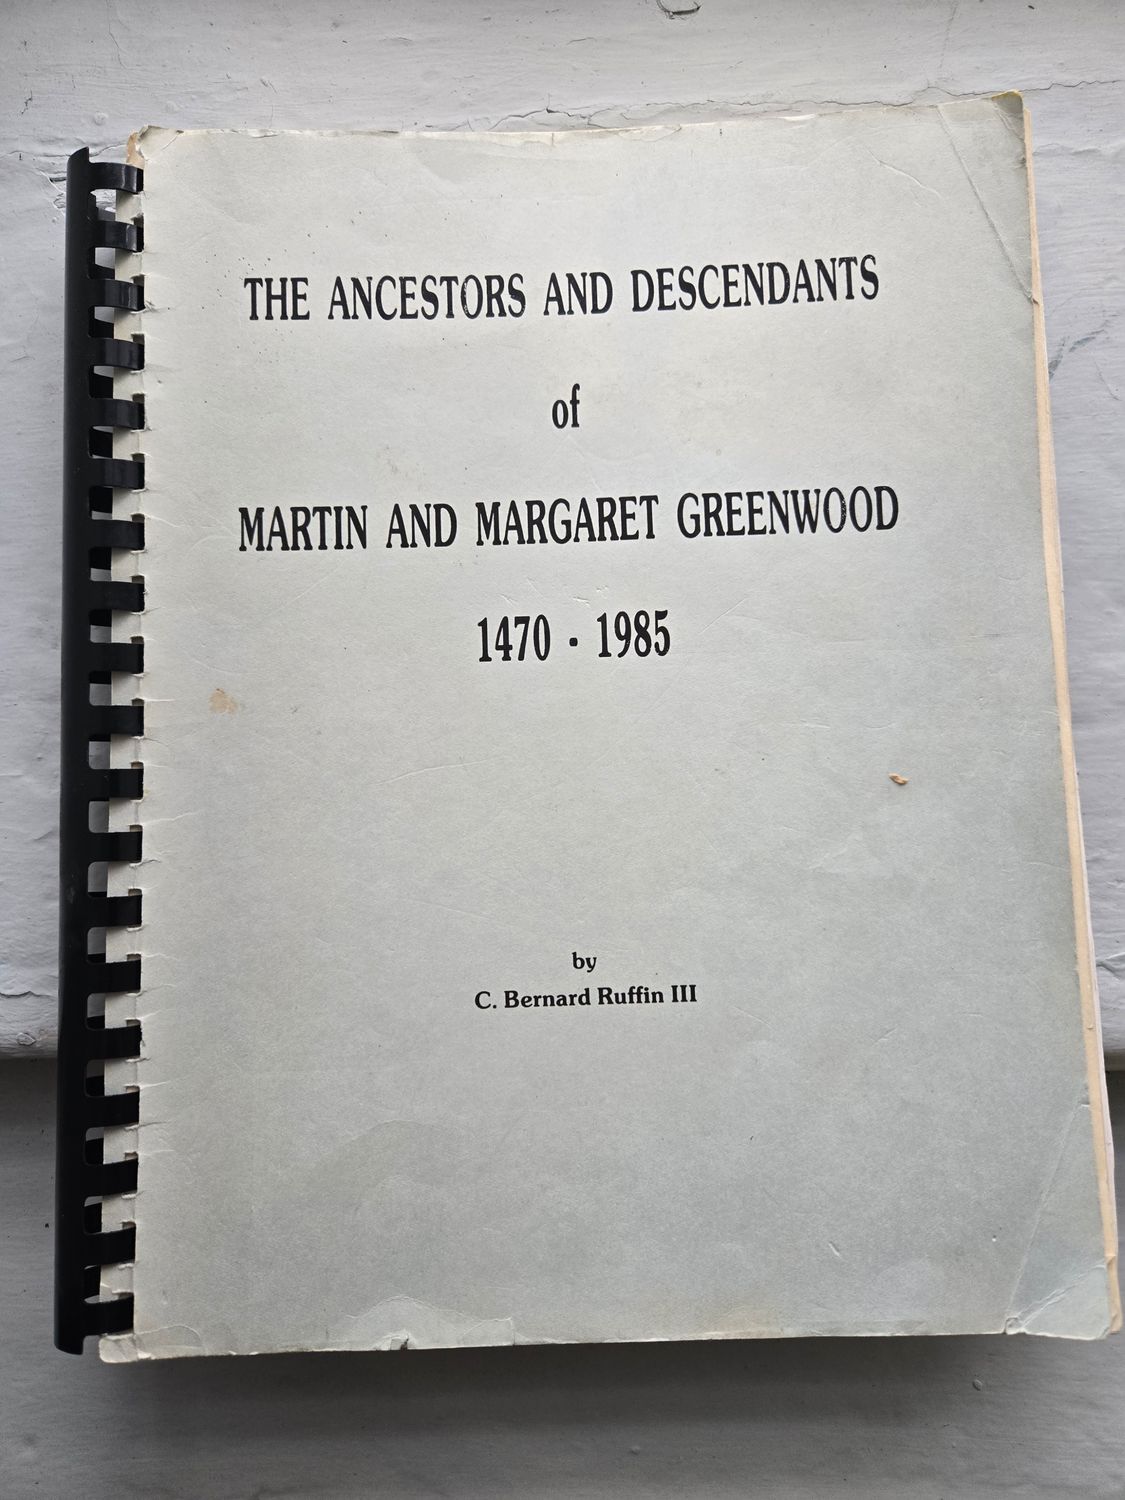 THE ANCESTORS AND DESCENDANTS
of
MARTIN AND MARGARET GREENWOOD
1470 · 1985
by
C. Bernard Ruffin III